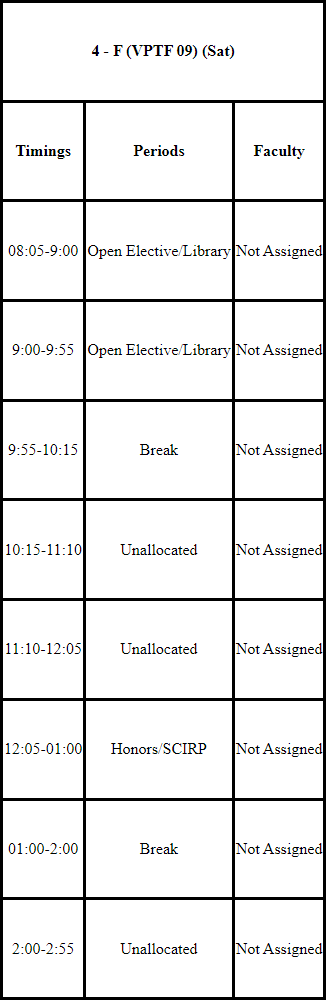 4 - F (VPTF 09) (Sat)
Timings Periods Faculty
08:05-9:00 Open Elective/Library Not Assigned
9:00-9:55 Open Elective/Library Not Assigned
9:55-10:15 Break Not Assigned
10:15-11:10 Unallocated Not Assigned
11:10-12:05 Unallocated Not Assigned
12:05-01:00 Honors/SCIRP Not Assigned
01:00-2:00 Break Not Assigned
2:00-2:55 Unallocated Not Assigned